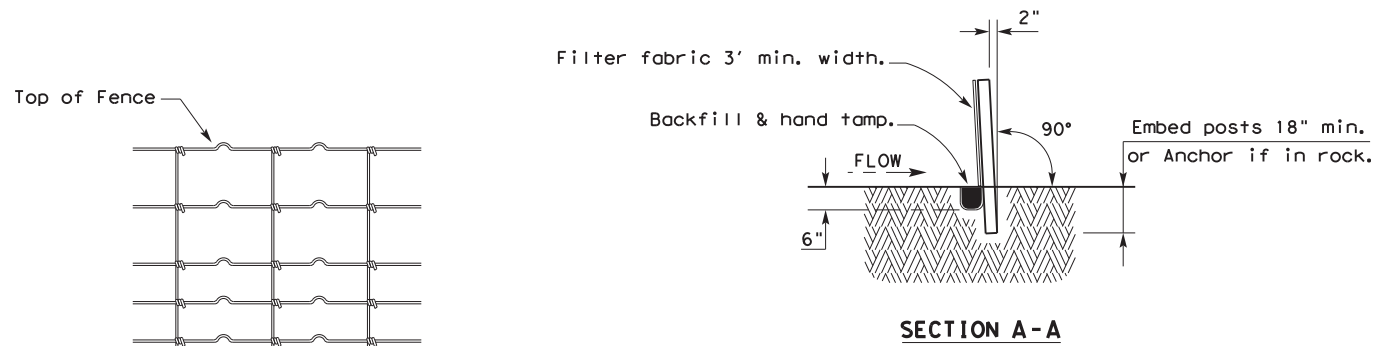 Top of Fence
2"
Filter fabric 3' min. width.
Backfill & hand tamp.
90°
Embed posts 18" min.
or Anchor if in rock.
FLOW
6"
SECTION A-A